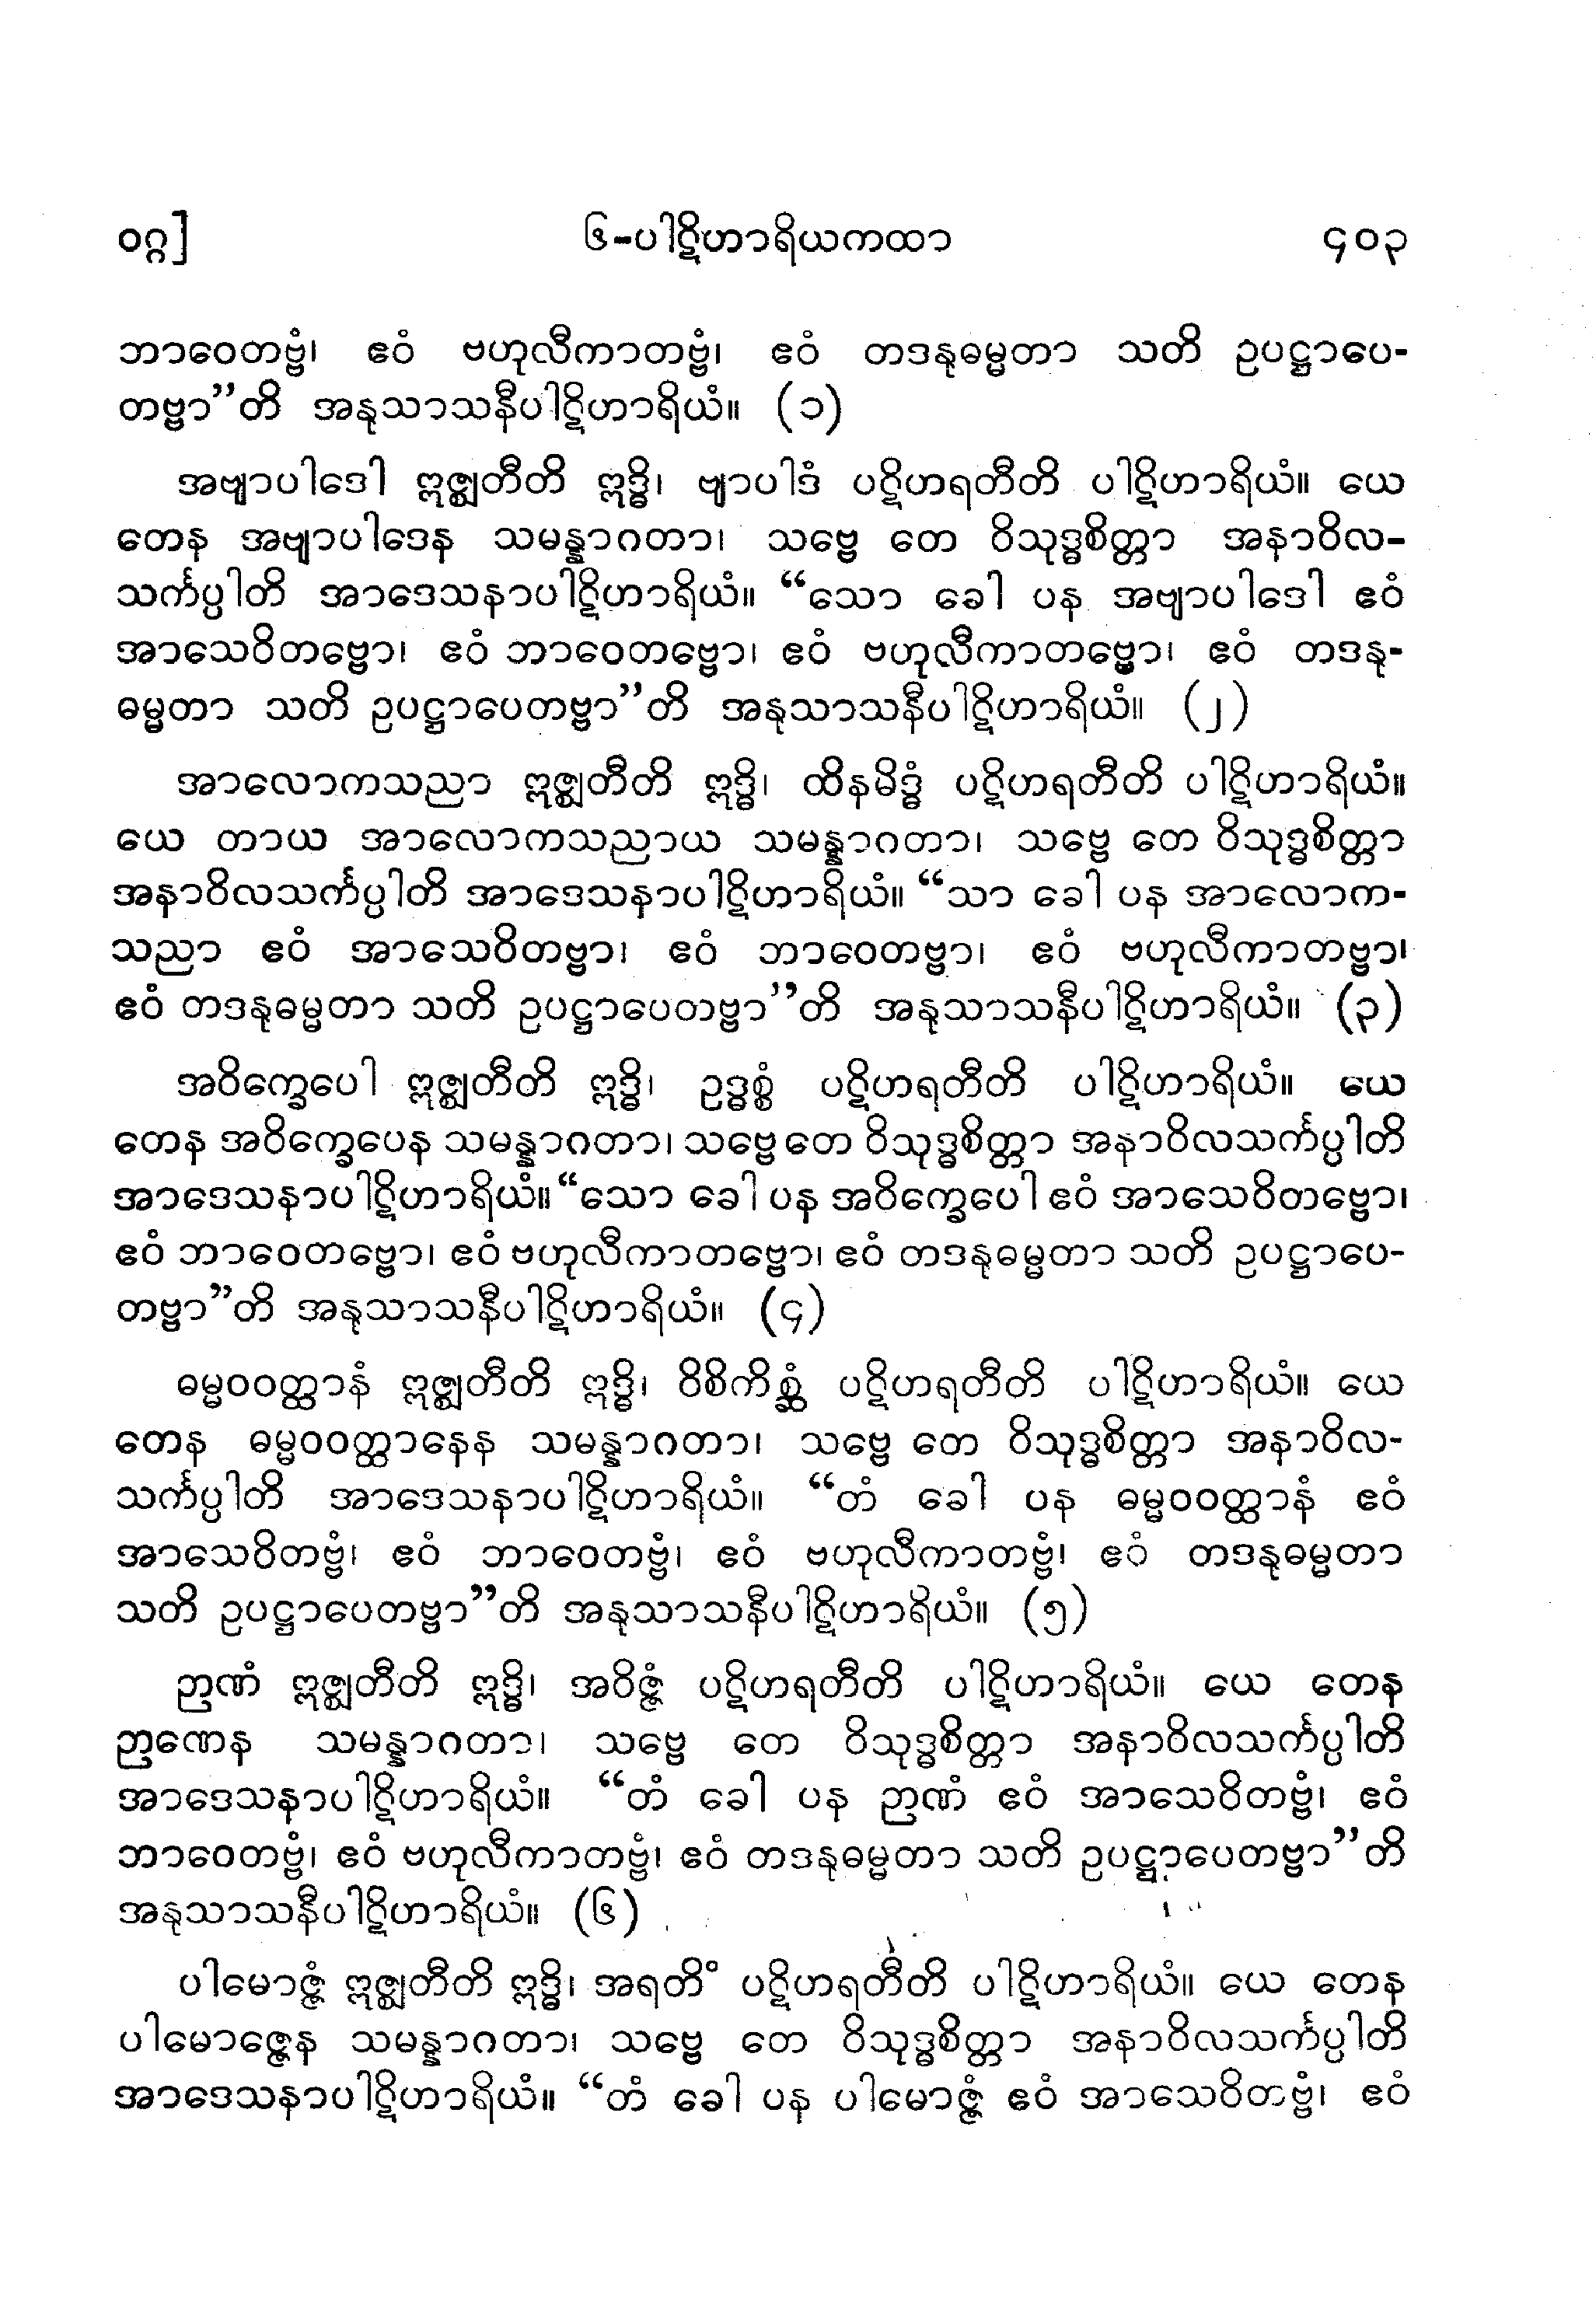 ၀ဂ္ဂ] ၆-ပါဋိဟာရိယကထာ ၄၀၃
ဘာဝေတဗ္ဗံ၊ ဧဝံ ဗဟုလီကာတဗ္ဗံ၊ ဧဝံ တဒနုဓမ္မတာ သတိ ဥပဋ္ဌာပေ-
တဗ္ဗာ”တိ အနုသာသနီပါဋိဟာရိယံ။ (၁)
အဗျာပါဒေါ ဣဇ္ဈတီတိ ဣဒ္ဓိ၊ ဗျာပါဒံ ပဋိဟရတီတိ ပါဋိဟာရိယံ။ ယေ
တေန အဗျာပါဒေန သမန္နာဂတာ၊ သဗ္ဗေ တေ ဝိသုဒ္ဓစိတ္တာ အနာဝိလ-
သင်္ကပ္ပါတိ အာဒေသနာပါဋိဟာရိယံ။ “သော ခေါ ပန အဗျာပါဒေါ ဧဝံ
အာသေဝိတဗ္ဗော၊ ဧဝံ ဘာဝေတဗ္ဗော၊ ဧဝံ ဗဟုလီကာတဗ္ဗော၊ ဧဝံ တဒနု-
ဓမ္မတာ သတိ ဥပဋ္ဌာပေတဗ္ဗာ”တိ အနုသာသနီပါဋိဟာရိယံ။ (၂)
အာလောကသညာ ဣဇ္ဈတီတိ ဣဒ္ဓိ၊ ထိနမိဒ္ဓံ ပဋိဟရတီတိ ပါဋိဟာရိယံ။
ယေ တာယ အာလောကသညာယ သမန္နာဂတာ၊ သဗ္ဗေ တေ ဝိသုဒ္ဓစိတ္တာ
အနာဝိလသင်္ကပ္ပါတိ အာဒေသနာပါဋိဟာရိယံ။ “သာ ခေါ ပန အာလောက-
သညာ ဧဝံ အာသေဝိတဗ္ဗာ၊ ဧဝံ ဘာဝေတဗ္ဗာ၊ ဧဝံ ဗဟုလီကာတဗ္ဗာ၊
ဧဝံ တဒနုဓမ္မတာ သတိ ဥပဋ္ဌာပေတဗ္ဗာ”တိ အနုသာသနီပါဋိဟာရိယံ။ (၃)
အဝိက္ခေပေါ ဣဇ္ဈတီတိ ဣဒ္ဓိ၊ ဥဒ္ဓစ္စံ ပဋိဟရတီတိ ပါဋိဟာရိယံ။ ယေ
တေန အဝိက္ခေပေန သမန္နာဂတာ၊ သဗ္ဗေ တေ ဝိသုဒ္ဓစိတ္တာ အနာဝိလသင်္ကပ္ပါတိ
အာဒေသနာပါဋိဟာရိယံ။ “သော ခေါ ပန အဝိက္ခေပေါ ဧဝံ အာသေဝိတဗ္ဗော၊
ဧဝံ ဘာဝေတဗ္ဗော၊ ဧဝံ ဗဟုလီကာတဗ္ဗော၊ ဧဝံ တဒနုဓမ္မတာ သတိ ဥပဋ္ဌာပေ-
တဗ္ဗာ”တိ အနုသာသနီပါဋိဟာရိယံ။ (၄)
ဓမ္မဝဝတ္ထာနံ ဣဇ္ဈတီတိ ဣဒ္ဓိ၊ ဝိစိကိစ္ဆံ ပဋိဟရတီတိ ပါဋိဟာရိယံ။ ယေ
တေန ဓမ္မဝဝတ္ထာနေန သမန္နာဂတာ၊ သဗ္ဗေ တေ ဝိသုဒ္ဓစိတ္တာ အနာဝိလ-
သင်္ကပ္ပါတိ အာဒေသနာပါဋိဟာရိယံ။ “တံ ခေါ ပန ဓမ္မဝဝတ္ထာနံ ဧဝံ
အာသေဝိတဗ္ဗံ၊ ဧဝံ ဘာဝေတဗ္ဗံ၊ ဧဝံ ဗဟုလီကာတဗ္ဗံ၊ ဧဝံ တဒနုဓမ္မတာ
သတိ ဥပဋ္ဌာပေတဗ္ဗာ”တိ အနုသာသနီပါဋိဟာရိယံ။ (၅)
ဉာဏံ ဣဇ္ဈတီတိ ဣဒ္ဓိ၊ အဝိဇ္ဇံ ပဋိဟရတီတိ ပါဋိဟာရိယံ။ ယေ တေန
ဉာဏေန သမန္နာဂတာ၊ သဗ္ဗေ တေ ဝိသုဒ္ဓစိတ္တာ အနာဝိလသင်္ကပ္ပါတိ
အာဒေသနာပါဋိဟာရိယံ။ “တံ ခေါ ပန ဉာဏံ ဧဝံ အာသေဝိတဗ္ဗံ၊ ဧဝံ
ဘာဝေတဗ္ဗံ၊ ဧဝံ ဗဟုလီကာတဗ္ဗံ၊ ဧဝံ တဒနုဓမ္မတာ သတိ ဥပဋ္ဌာပေတဗ္ဗာ”တိ
အနုသာသနီပါဋိဟာရိယံ။ (၆)
ပါမောဇ္ဇံ ဣဇ္ဈတီတိ ဣဒ္ဓိ၊ အရတိံ ပဋိဟရတီတိ ပါဋိဟာရိယံ။ ယေ တေန
ပါမောဇ္ဇေန သမန္နာဂတာ၊ သဗ္ဗေ တေ ဝိသုဒ္ဓစိတ္တာ အနာဝိလသင်္ကပ္ပါတိ
အာဒေသနာပါဋိဟာရိယံ။ “တံ ခေါ ပန ပါမောဇ္ဇံ ဧဝံ အာသေဝိတဗ္ဗံ၊ ဧဝံ